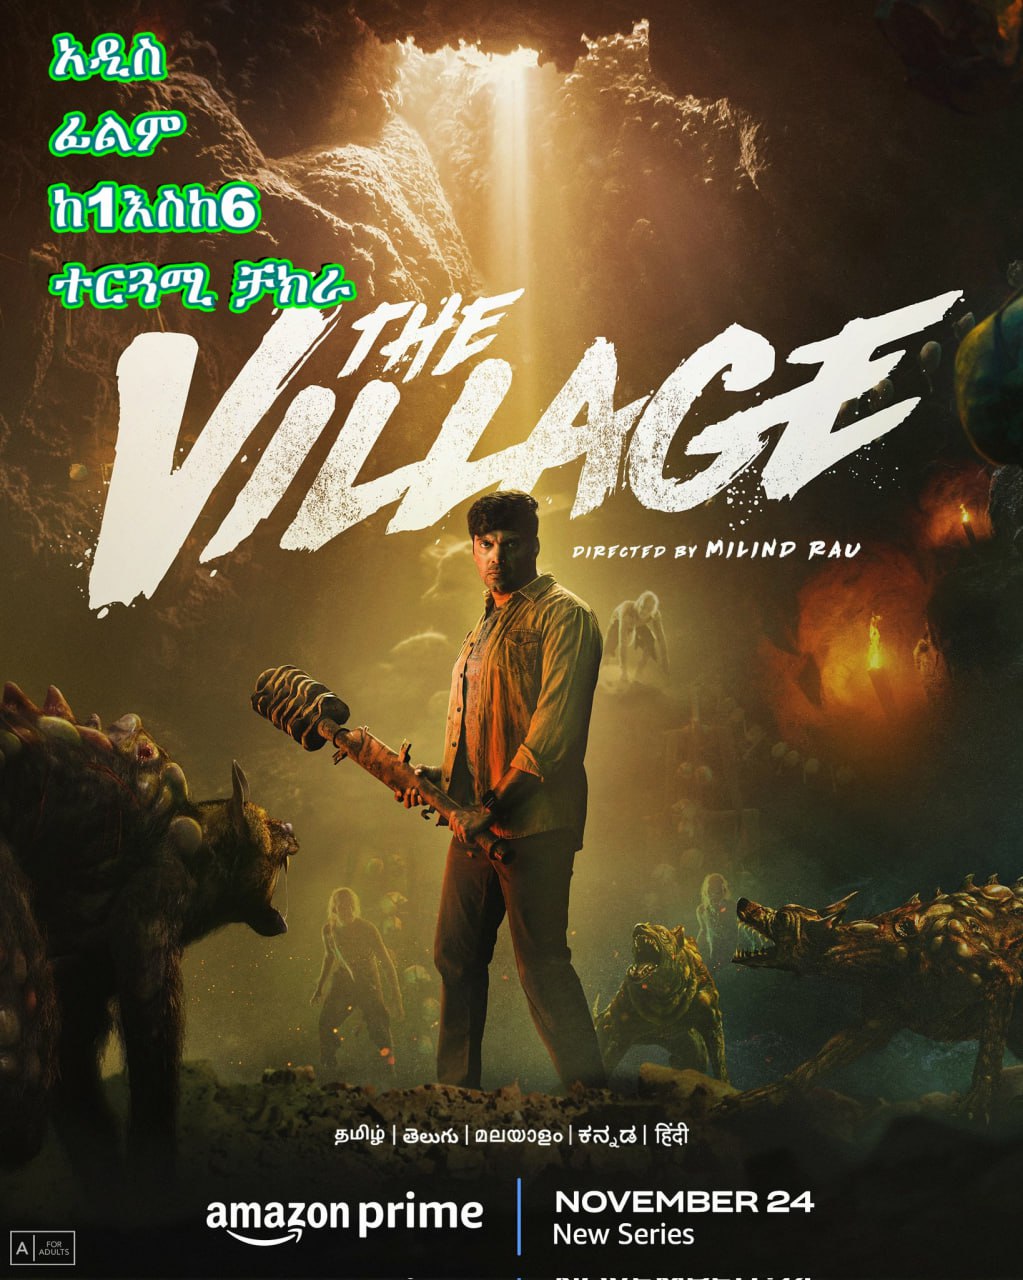 አዲስ
ፊልም
ከ1እስከ6
ተርጓሚ ቻክራ
THE
VILLAGE
DIRECTED BY MILIND RAU
தமிழ் | తెలుగు | മലയാളം | ಕನ್ನಡ | हिंदी
amazon prime | NOVEMBER 24
New Series
A | FOR ADULTS